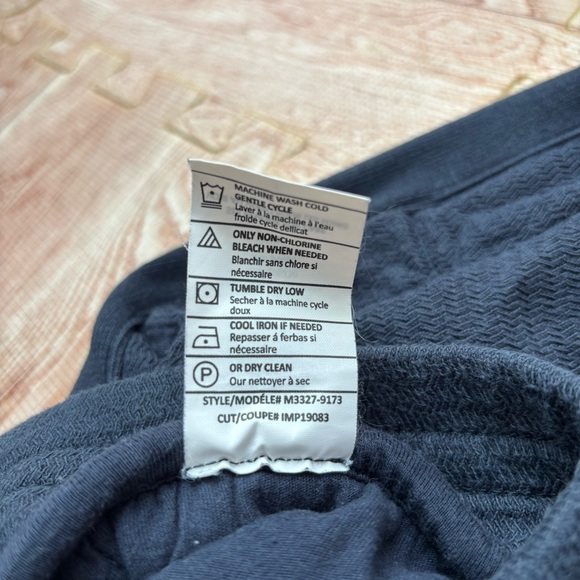 MACHINE WASH COLD
GENTLE CYCLE
Laver à la machine à l'eau
froide cycle dellicat
ONLY NON-CHLORINE
BLEACH WHEN NEEDED
Blanchir sans chlore si
nécessaire
TUMBLE DRY LOW
Secher à la machine cycle
doux
COOL IRON IF NEEDED
Repasser á ferbas si
nécessaire
P
OR DRY CLEAN
Our nettoyer à sec
STYLE/MODÉLE# M3327-9173
CUT/COUPE# IMP19083